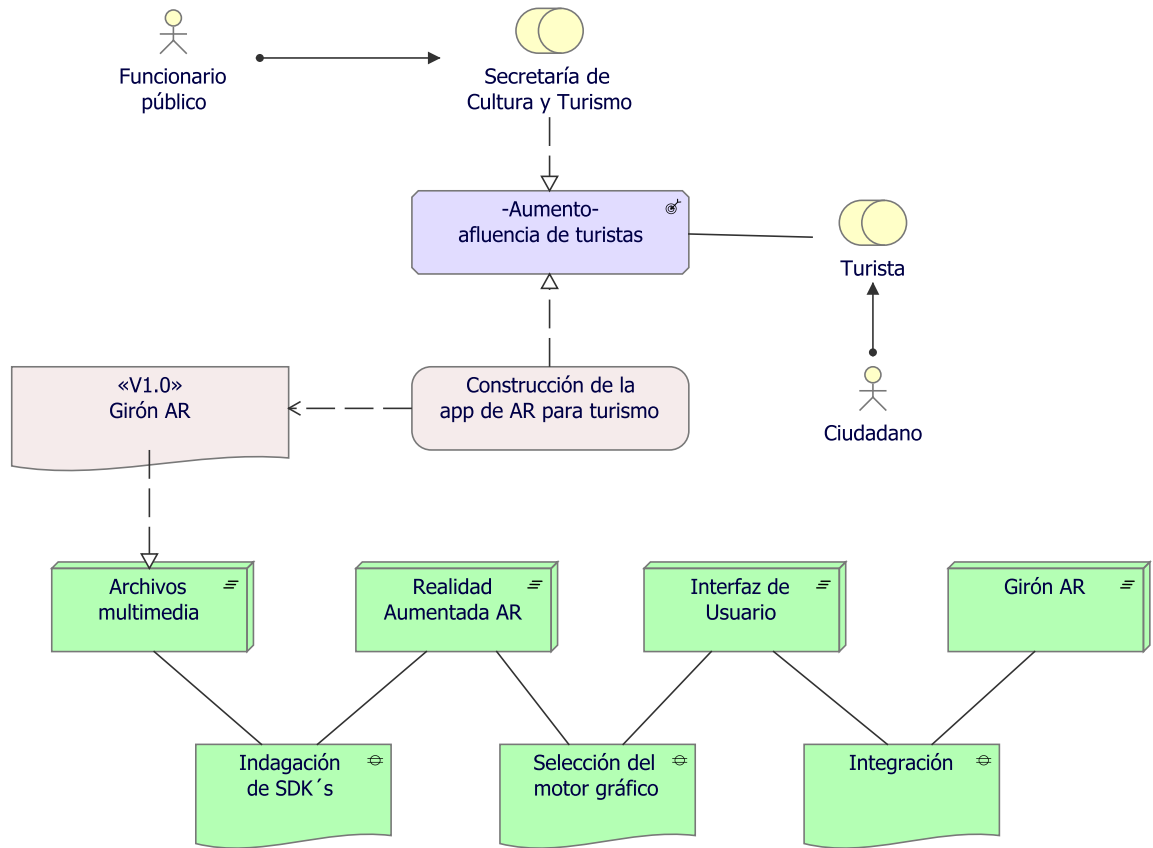 Funcionario
público
Secretaría de
Cultura y Turismo
-Aumento-
afluencia de turistas
Turista
«V1.0»
Girón AR
Construcción de la
app de AR para turismo
Ciudadano
Archivos
multimedia
Realidad
Aumentada AR
Interfaz de
Usuario
Girón AR
Indagación
de SDK´s
Selección del
motor gráfico
Integración